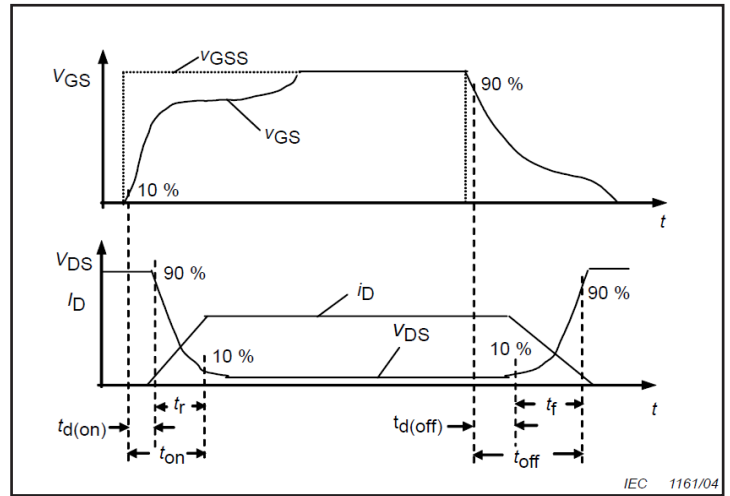 vGSS
VGS
90 %
vGS
10 %
t
VDS
90 %
iD
90 %
ID
vDS
10 %
10 %
tr
tf
t
td(on)
td(off)
ton
toff
IEC 1161/04